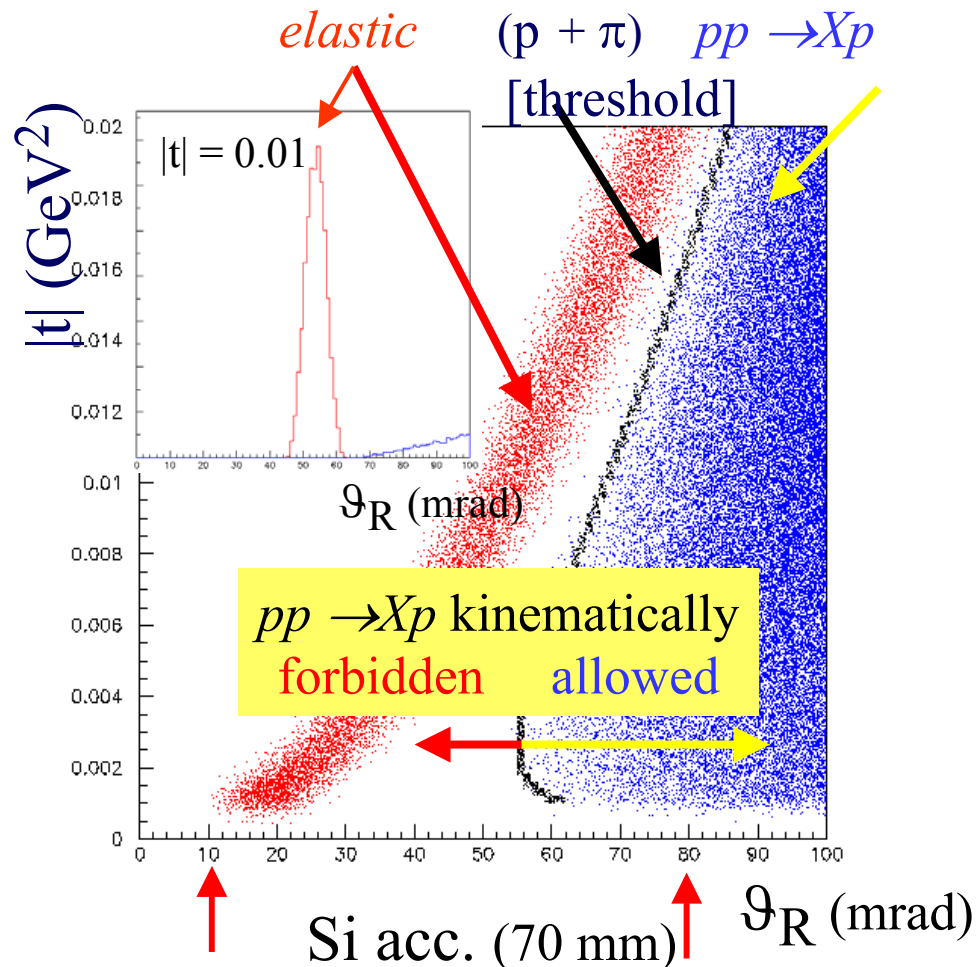 elastic
(p + π)
[threshold]
pp →Xp
|t| (GeV²)
0.02
0.018
0.016
0.014
0.012
0.01
0.008
0.006
0.004
0.002
0
|t| = 0.01
0 10 20 30 40 50 60 70 80 90 100
ϑR (mrad)
pp →Xp kinematically
forbidden allowed
0 10 20 30 40 50 60 70 80 90 100
Si acc. (70 mm)
ϑR (mrad)